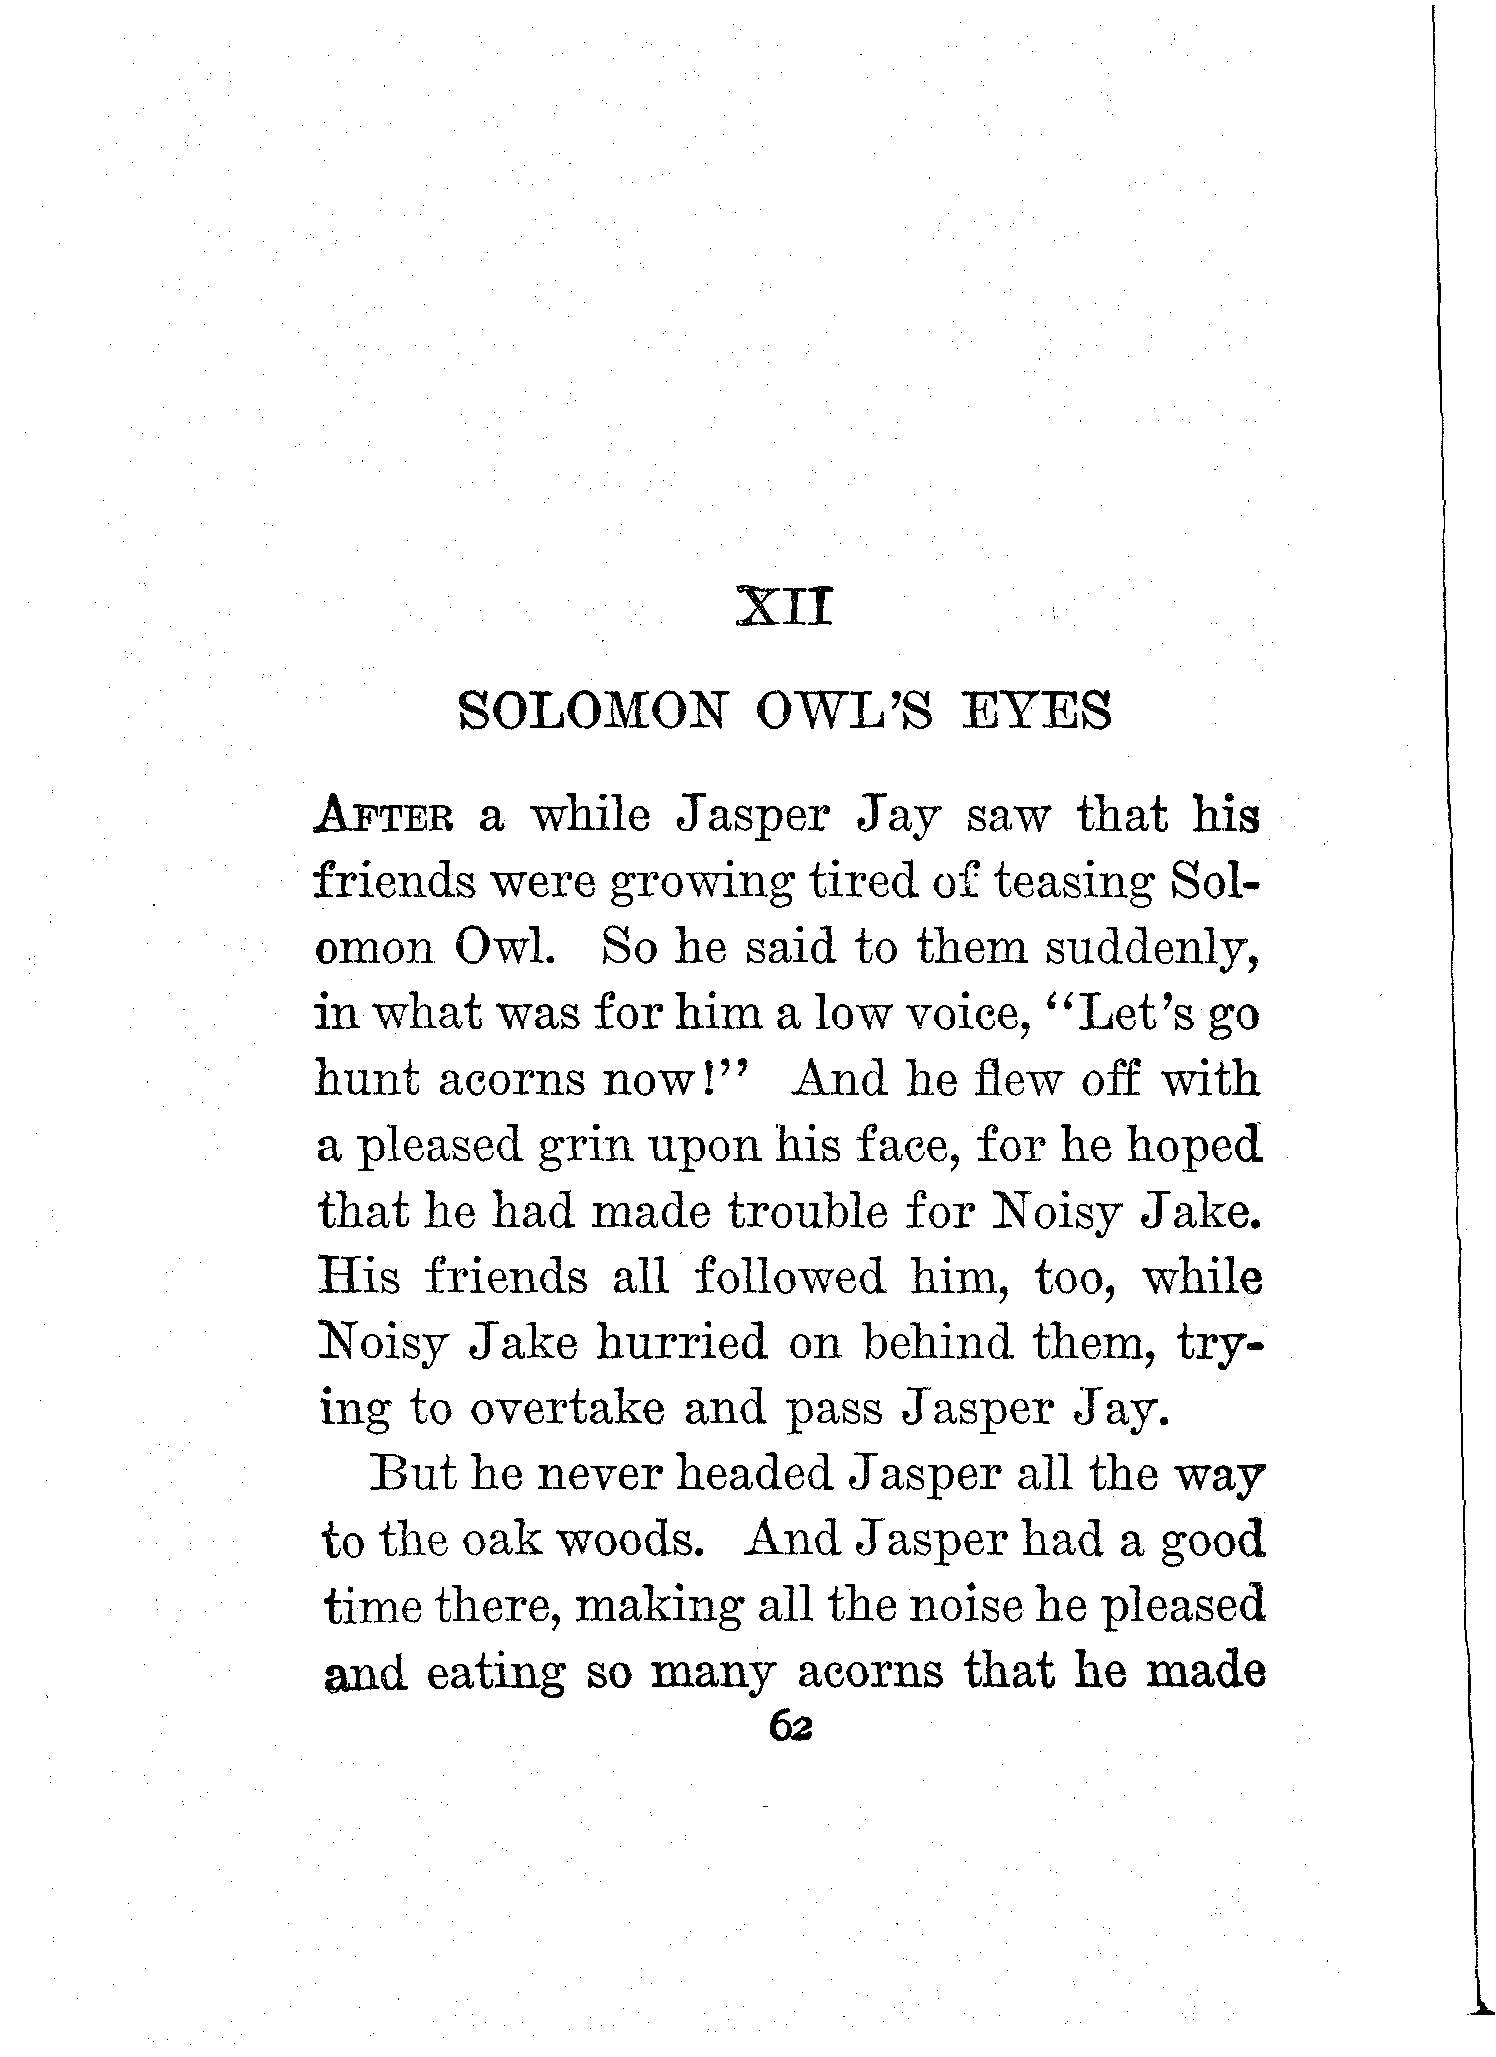 XII
SOLOMON OWL'S EYES
AFTER a while Jasper Jay saw that his
friends were growing tired of teasing Sol-
omon Owl. So he said to them suddenly,
in what was for him a low voice, "Let's go
hunt acorns now!" And he flew off with
a pleased grin upon his face, for he hoped
that he had made trouble for Noisy Jake.
His friends all followed him, too, while
Noisy Jake hurried on behind them, try-
ing to overtake and pass Jasper Jay.
But he never headed Jasper all the way
to the oak woods. And Jasper had a good
time there, making all the noise he pleased
and eating so many acorns that he made
62